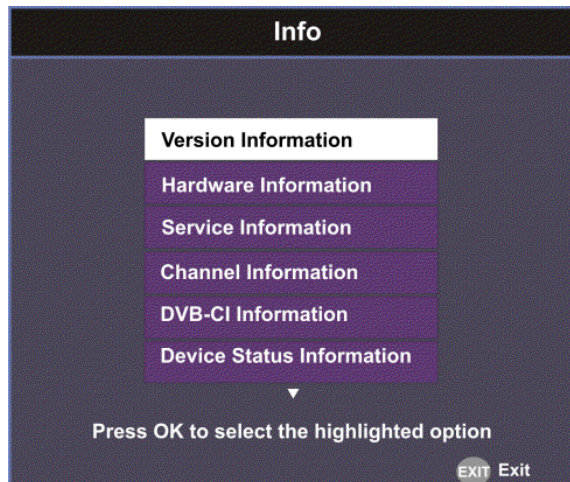 Info
Version Information
Hardware Information
Service Information
Channel Information
DVB-CI Information
Device Status Information
Press OK to select the highlighted option
EXIT Exit